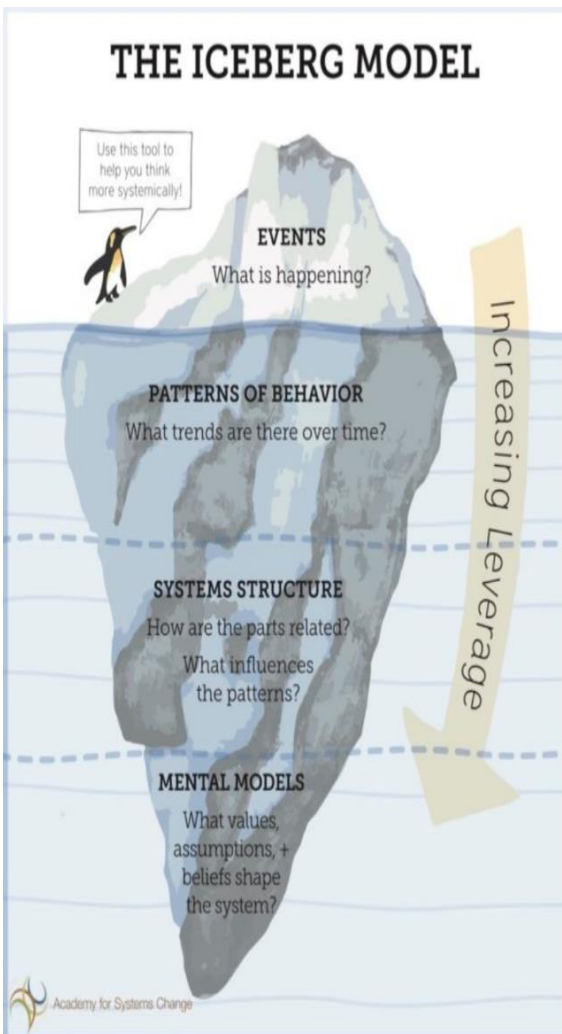 THE ICEBERG MODEL
Use this tool to
help you think
more systemically!
EVENTS
What is happening?
PATTERNS OF BEHAVIOR
What trends are there over time?
SYSTEMS STRUCTURE
How are the parts related?
What influences
the patterns?
MENTAL MODELS
What values,
assumptions, +
beliefs shape
the system?
Increasing Leverage
Academy for Systems Change